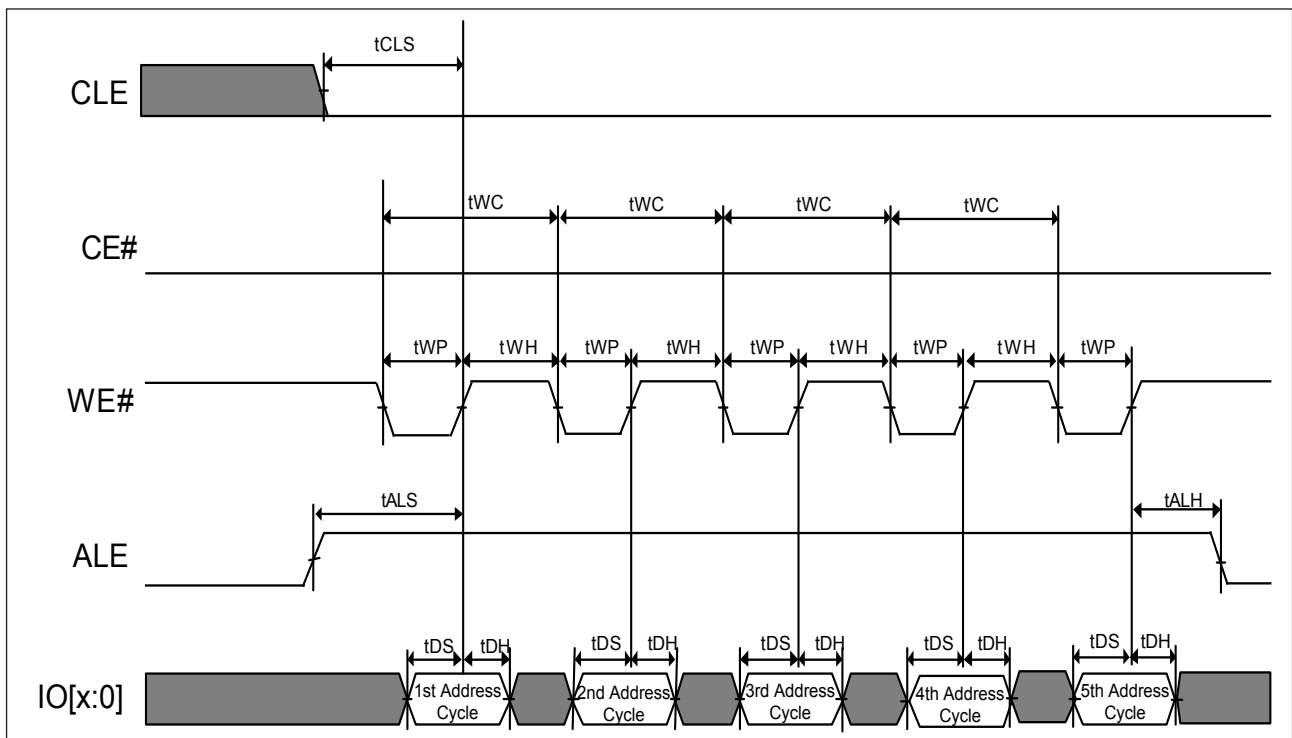 tCLS
CLE
tWC tWC tWC tWC
CE#
tWP tWH tWP tWH tWP tWH tWP tWH tWP
WE#
tALS tALH
ALE
tDS tDH tDS tDH tDS tDH tDS tDH tDS tDH
IO[x:0]
1st Address Cycle
2nd Address Cycle
3rd Address Cycle
4th Address Cycle
5th Address Cycle